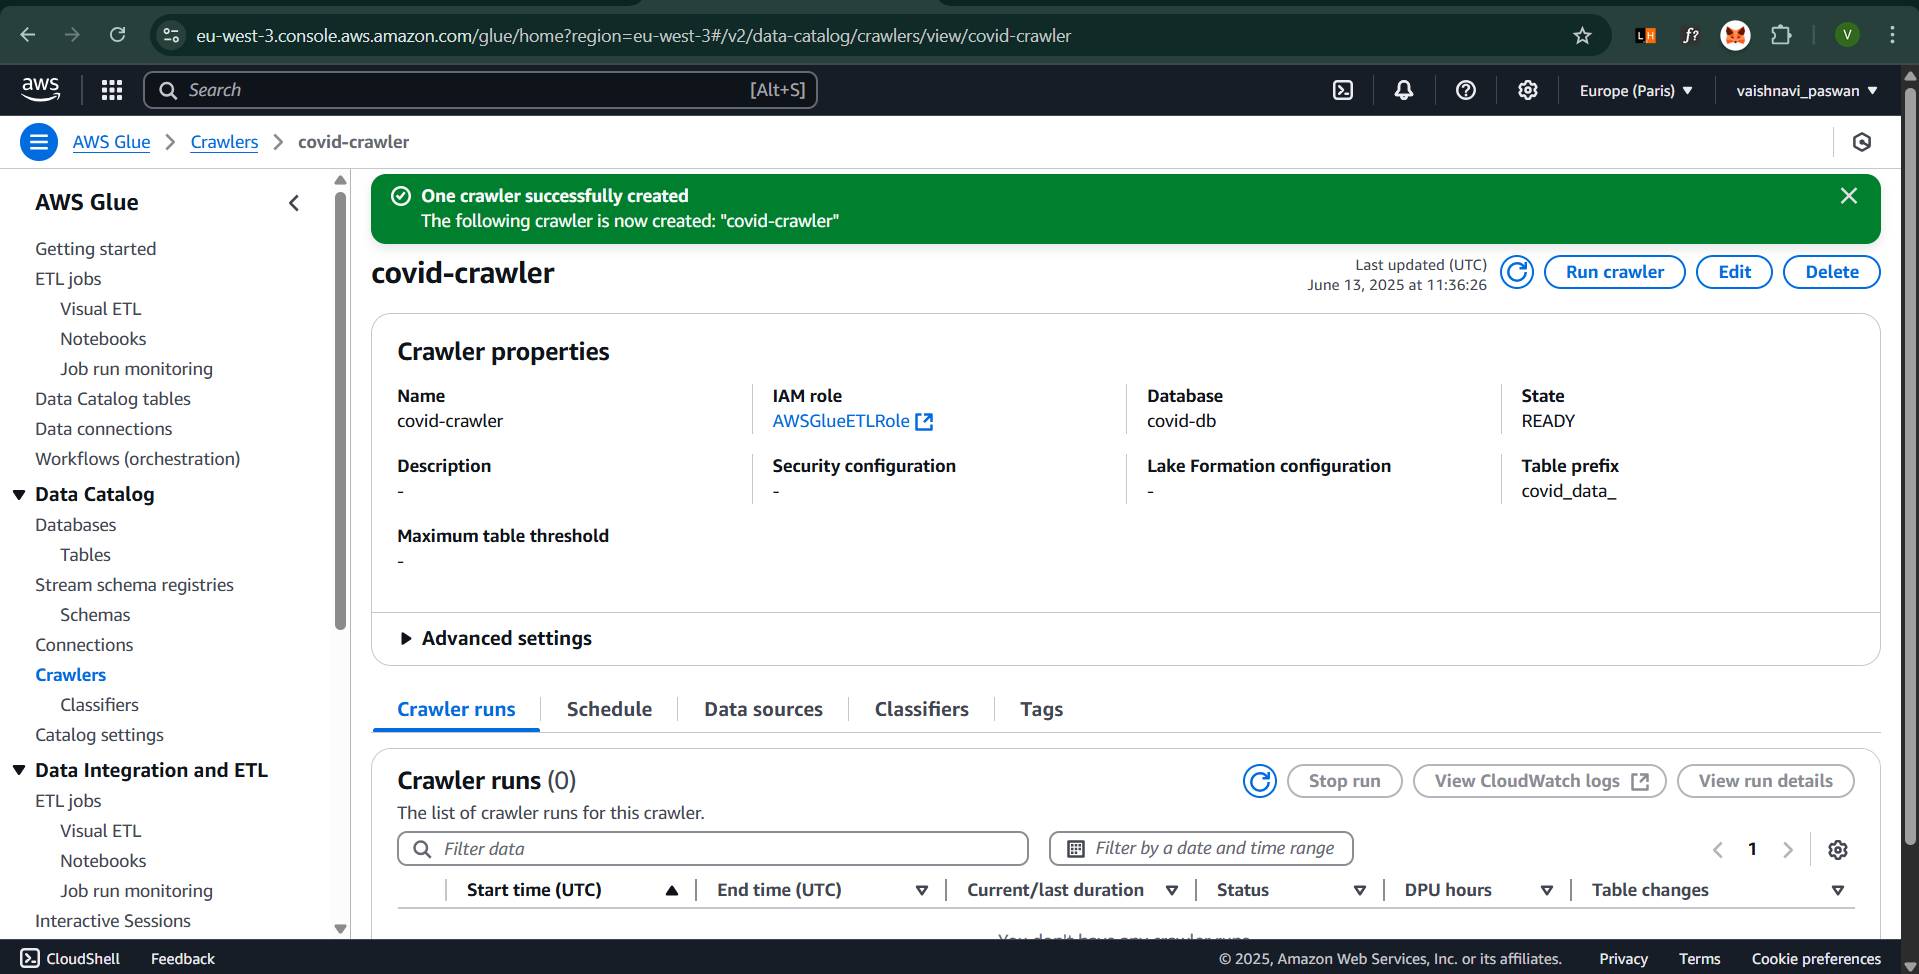 eu-west-3.console.aws.amazon.com/glue/home?region=eu-west-3#/v2/data-catalog/crawlers/view/covid-crawler
LH
f?
V
aws
Search
[Alt+S]
Europe (Paris)
vaishnavi_paswan
AWS Glue
Crawlers
covid-crawler
AWS Glue
Getting started
ETL jobs
Visual ETL
Notebooks
Job run monitoring
Data Catalog tables
Data connections
Workflows (orchestration)
Data Catalog
Databases
Tables
Stream schema registries
Schemas
Connections
Crawlers
Classifiers
Catalog settings
Data Integration and ETL
ETL jobs
Visual ETL
Notebooks
Job run monitoring
Interactive Sessions
One crawler successfully created
The following crawler is now created: "covid-crawler"
covid-crawler
Last updated (UTC)
June 13, 2025 at 11:36:26
Run crawler
Edit
Delete
Crawler properties
Name
covid-crawler
IAM role
AWSGlueETLRole
Database
covid-db
State
READY
Description
-
Security configuration
-
Lake Formation configuration
-
Table prefix
covid_data_
Maximum table threshold
-
Advanced settings
Crawler runs
Schedule
Data sources
Classifiers
Tags
Crawler runs (0)
The list of crawler runs for this crawler.
Stop run
View CloudWatch logs
View run details
Filter data
Filter by a date and time range
1
Start time (UTC)
End time (UTC)
Current/last duration
Status
DPU hours
Table changes
You don't have any crawler runs
CloudShell
Feedback
© 2025, Amazon Web Services, Inc. or its affiliates.
Privacy
Terms
Cookie preferences